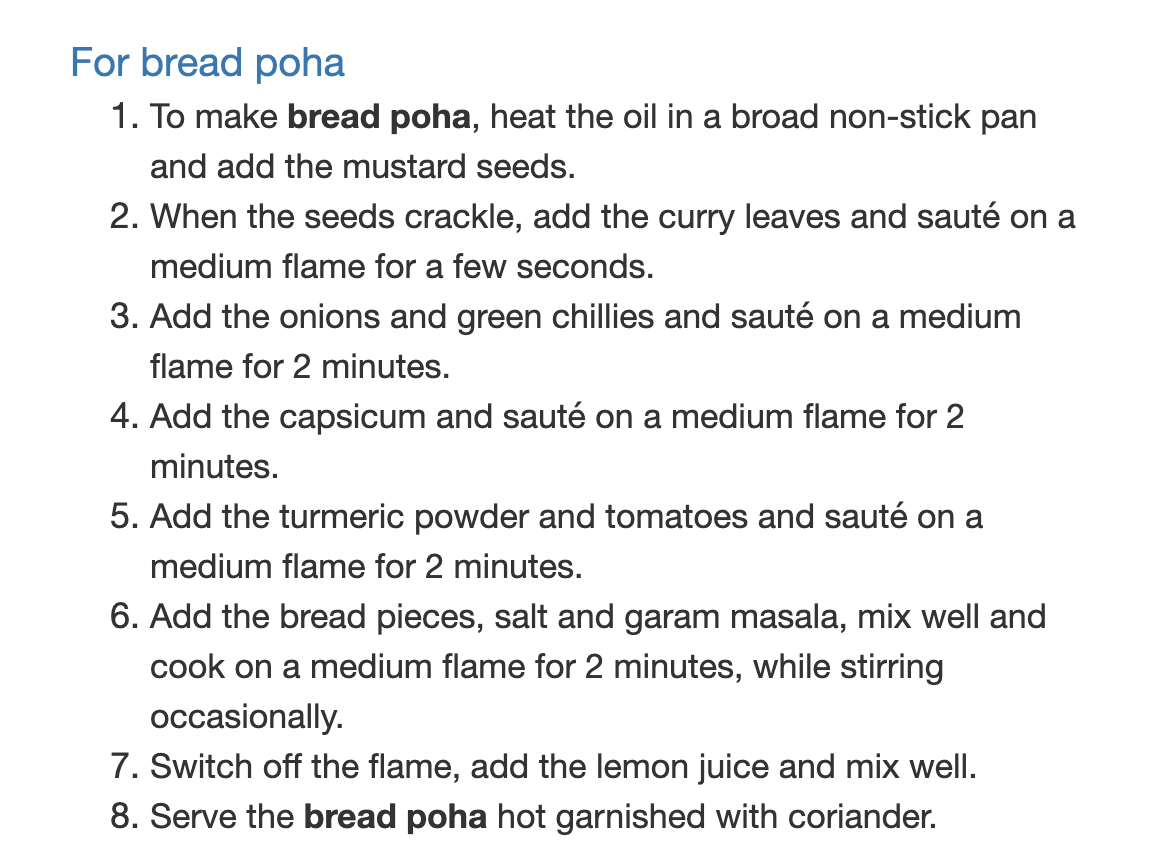 For bread poha
1. To make bread poha, heat the oil in a broad non-stick pan
and add the mustard seeds.
2. When the seeds crackle, add the curry leaves and sauté on a
medium flame for a few seconds.
3. Add the onions and green chillies and sauté on a medium
flame for 2 minutes.
4. Add the capsicum and sauté on a medium flame for 2
minutes.
5. Add the turmeric powder and tomatoes and sauté on a
medium flame for 2 minutes.
6. Add the bread pieces, salt and garam masala, mix well and
cook on a medium flame for 2 minutes, while stirring
occasionally.
7. Switch off the flame, add the lemon juice and mix well.
8. Serve the bread poha hot garnished with coriander.